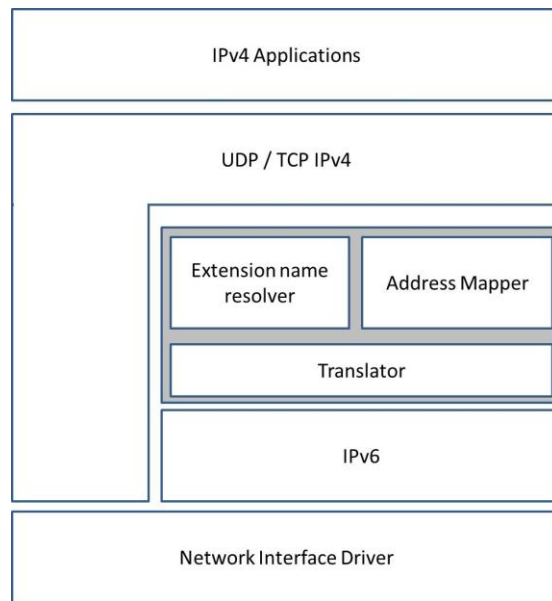 IPv4 Applications
UDP / TCP IPv4
Extension name
resolver
Address Mapper
Translator
IPv6
Network Interface Driver